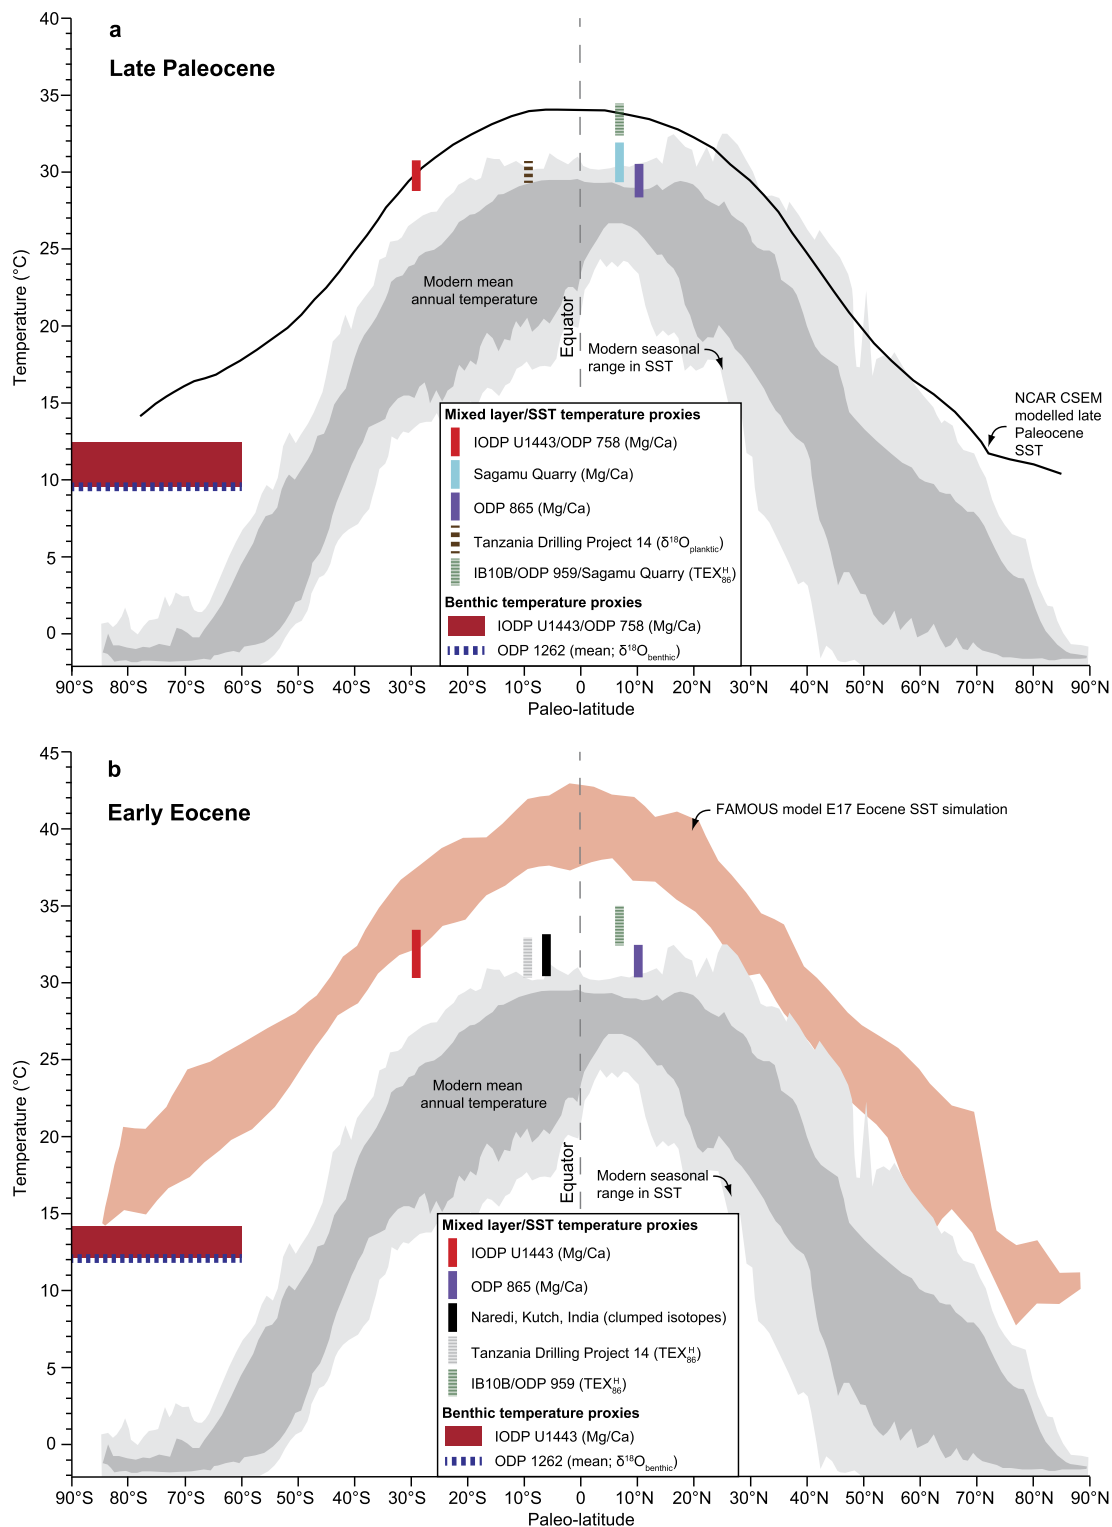 a
Late Paleocene
40
35
30
25
20
15
10
5
0
Temperature (°C)
Modern mean
annual temperature
Equator
Modern seasonal
range in SST
NCAR CSEM
modelled late
Paleocene
SST
Mixed layer/SST temperature proxies
IODP U1443/ODP 758 (Mg/Ca)
Sagamu Quarry (Mg/Ca)
ODP 865 (Mg/Ca)
Tanzania Drilling Project 14 (δ18Oplanktic)
IB10B/ODP 959/Sagamu Quarry (TEXH86)
Benthic temperature proxies
IODP U1443/ODP 758 (Mg/Ca)
ODP 1262 (mean; δ18Obenthic)
90°S 80°S 70°S 60°S 50°S 40°S 30°S 20°S 10°S 0 10°N 20°N 30°N 40°N 50°N 60°N 70°N 80°N 90°N
Paleo-latitude
b
Early Eocene
45
40
35
30
25
20
15
10
5
0
Temperature (°C)
FAMOUS model E17 Eocene SST simulation
Modern mean
annual temperature
Equator
Modern seasonal
range in SST
Mixed layer/SST temperature proxies
IODP U1443 (Mg/Ca)
ODP 865 (Mg/Ca)
Naredi, Kutch, India (clumped isotopes)
Tanzania Drilling Project 14 (TEXH86)
IB10B/ODP 959 (TEXH86)
Benthic temperature proxies
IODP U1443 (Mg/Ca)
ODP 1262 (mean; δ18Obenthic)
90°S 80°S 70°S 60°S 50°S 40°S 30°S 20°S 10°S 0 10°N 20°N 30°N 40°N 50°N 60°N 70°N 80°N 90°N
Paleo-latitude